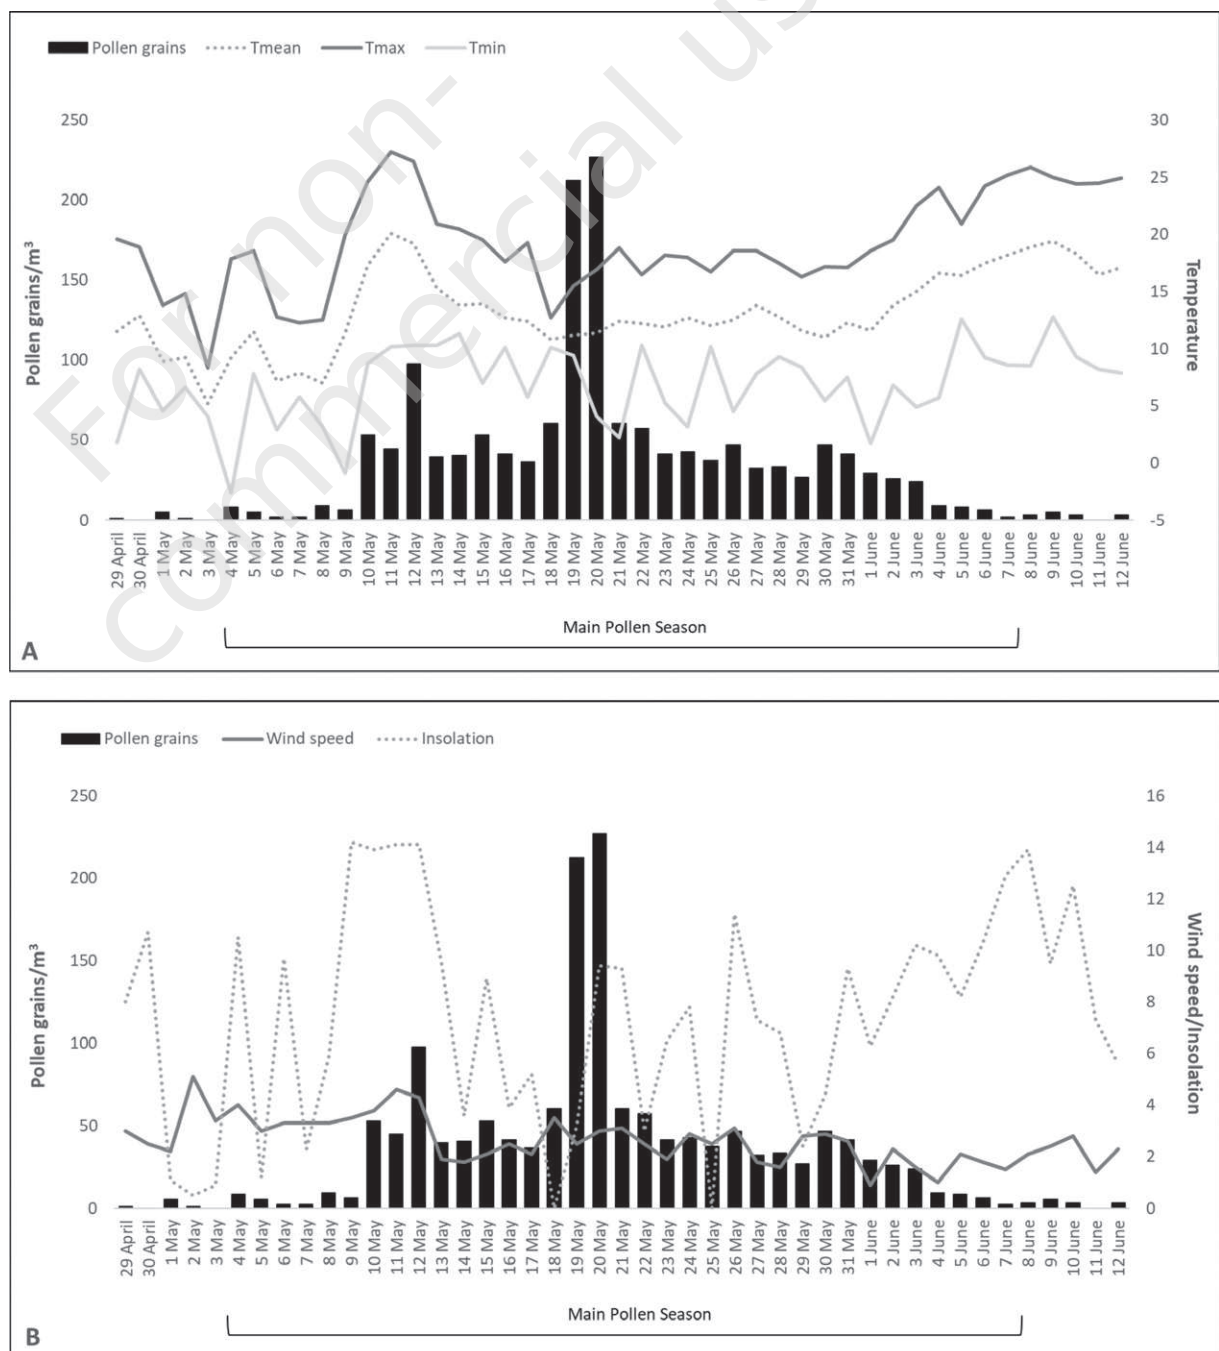 For non-
commercial us
Pollen grains Tmean Tmax Tmin
250
200
150
100
50
0
Pollen grains/m³
30
25
20
15
10
5
0
-5
Temperature
29 April
30 April
1 May
2 May
3 May
4 May
5 May
6 May
7 May
8 May
9 May
10 May
11 May
12 May
13 May
14 May
15 May
16 May
17 May
18 May
19 May
20 May
21 May
22 May
23 May
24 May
25 May
26 May
27 May
28 May
29 May
30 May
31 May
1 June
2 June
3 June
4 June
5 June
6 June
7 June
8 June
9 June
10 June
11 June
12 June
Main Pollen Season
A
Pollen grains Wind speed Insolation
250
200
150
100
50
0
Pollen grains/m³
16
14
12
10
8
6
4
2
0
Wind speed/Insolation
29 April
30 April
1 May
2 May
3 May
4 May
5 May
6 May
7 May
8 May
9 May
10 May
11 May
12 May
13 May
14 May
15 May
16 May
17 May
18 May
19 May
20 May
21 May
22 May
23 May
24 May
25 May
26 May
27 May
28 May
29 May
30 May
31 May
1 June
2 June
3 June
4 June
5 June
6 June
7 June
8 June
9 June
10 June
11 June
12 June
Main Pollen Season
B